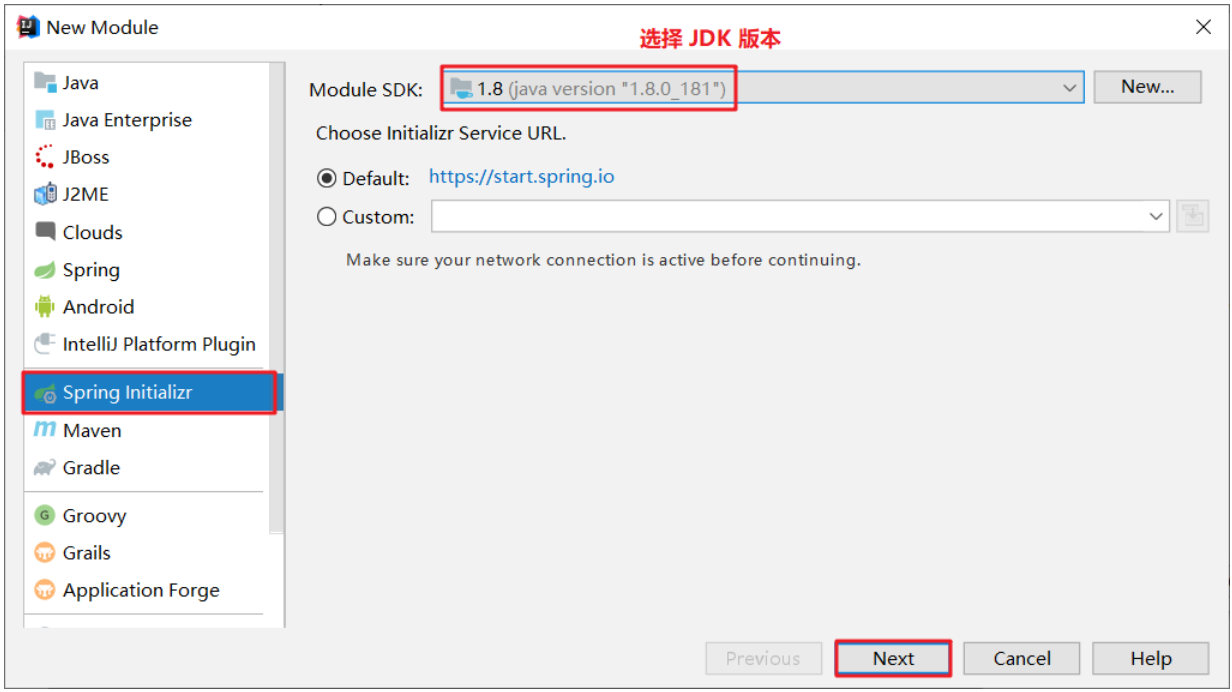 New Module
选择 JDK 版本
Java
Java Enterprise
JBoss
J2ME
Clouds
Spring
Android
IntelliJ Platform Plugin
Spring Initializr
Maven
Gradle
Groovy
Grails
Application Forge
Module SDK: 1.8 (java version "1.8.0_181") New...
Choose Initializr Service URL.
Default: https://start.spring.io
Custom:
Make sure your network connection is active before continuing.
Previous Next Cancel Help